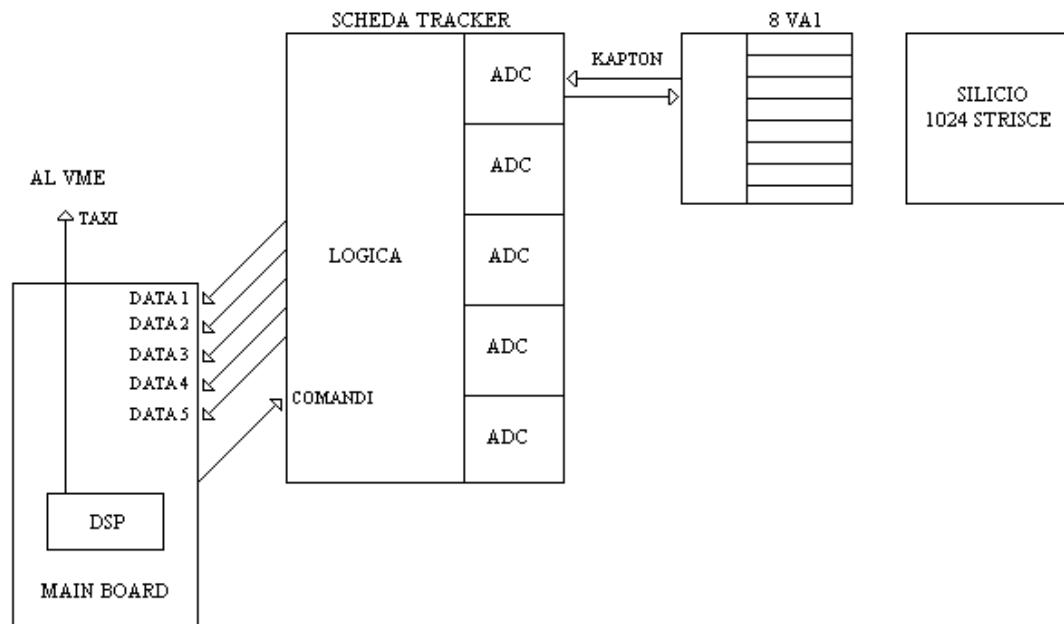 SCHEDA TRACKER
8 VA1
ADC
KAPTON
SILICIO
1024 STRISCE
ADC
AL VME
TAXI
LOGICA
ADC
DATA 1
DATA 2
DATA 3
ADC
DATA 4
COMANDI
DATA 5
ADC
DSP
MAIN BOARD